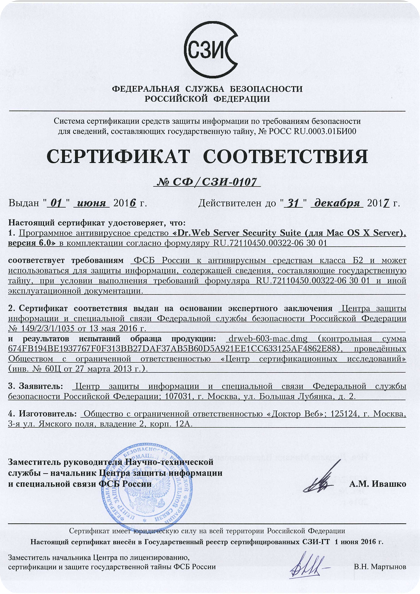 СЗИ
ФЕДЕРАЛЬНАЯ СЛУЖБА БЕЗОПАСНОСТИ
РОССИЙСКОЙ ФЕДЕРАЦИИ
Система сертификации средств защиты информации по требованиям безопасности
для сведений, составляющих государственную тайну, № РОСС RU.0003.01БИ00
СЕРТИФИКАТ СООТВЕТСТВИЯ
№ СФ/СЗИ-0107
Выдан "01" июня 2016 г. Действителен до "31" декабря 2017 г.
Настоящий сертификат удостоверяет, что:
1. Программное антивирусное средство «Dr.Web Server Security Suite (для Mac OS X Server),
версия 6.0» в комплектации согласно формуляру RU.72110450.00322-06 30 01
соответствует требованиям ФСБ России к антивирусным средствам класса Б2 и может
использоваться для защиты информации, содержащей сведения, составляющие государственную
тайну, при условии выполнения требований формуляра RU.72110450.00322-06 30 01 и иной
эксплуатационной документации.
2. Сертификат соответствия выдан на основании экспертного заключения Центра защиты
информации и специальной связи Федеральной службы безопасности Российской Федерации
№ 149/2/3/1/1035 от 13 мая 2016 г.
и результатов испытаний образца продукции: drweb-603-mac.dmg (контрольная сумма
674FB194BE1937767F0F313BB27DAF37AB5B60D5A921EE1CC633125AF4862E88), проведённых
Обществом с ограниченной ответственностью «Центр сертификационных исследований»
(инв. № 60Ц от 27 марта 2013 г.).
3. Заявитель: Центр защиты информации и специальной связи Федеральной службы
безопасности Российской Федерации; 107031, г. Москва, ул. Большая Лубянка, д. 2.
4. Изготовитель: Общество с ограниченной ответственностью «Доктор Веб»; 125124, г. Москва,
3-я ул. Ямского поля, владение 2, корп. 12А.
Заместитель руководителя Научно-технической
службы – начальник Центра защиты информации
и специальной связи ФСБ России А.М. Ивашко
Сертификат имеет юридическую силу на всей территории Российской Федерации.
Настоящий сертификат внесён в Государственный реестр сертифицированных СЗИ-ГТ 1 июня 2016 г.
Заместитель начальника Центра по лицензированию,
сертификации и защите государственной тайны ФСБ России В.Н. Мартынов